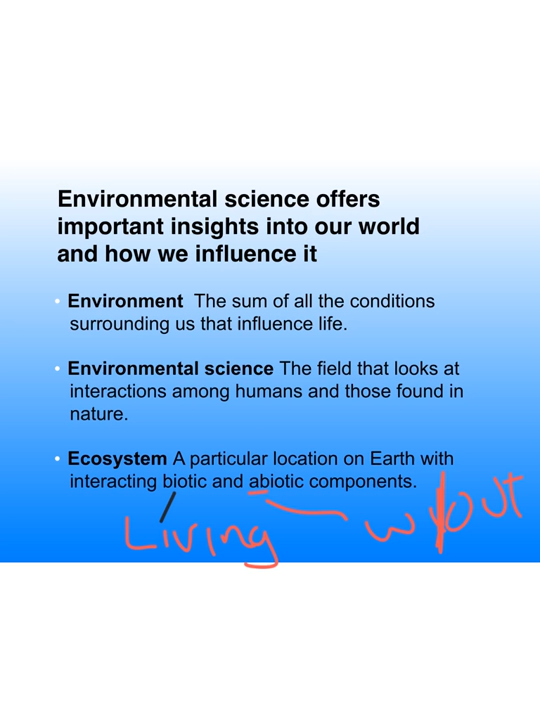 Environmental science offers
important insights into our world
and how we influence it
• Environment The sum of all the conditions
surrounding us that influence life.
• Environmental science The field that looks at
interactions among humans and those found in
nature.
• Ecosystem A particular location on Earth with
interacting biotic and abiotic components.
Living
w/out